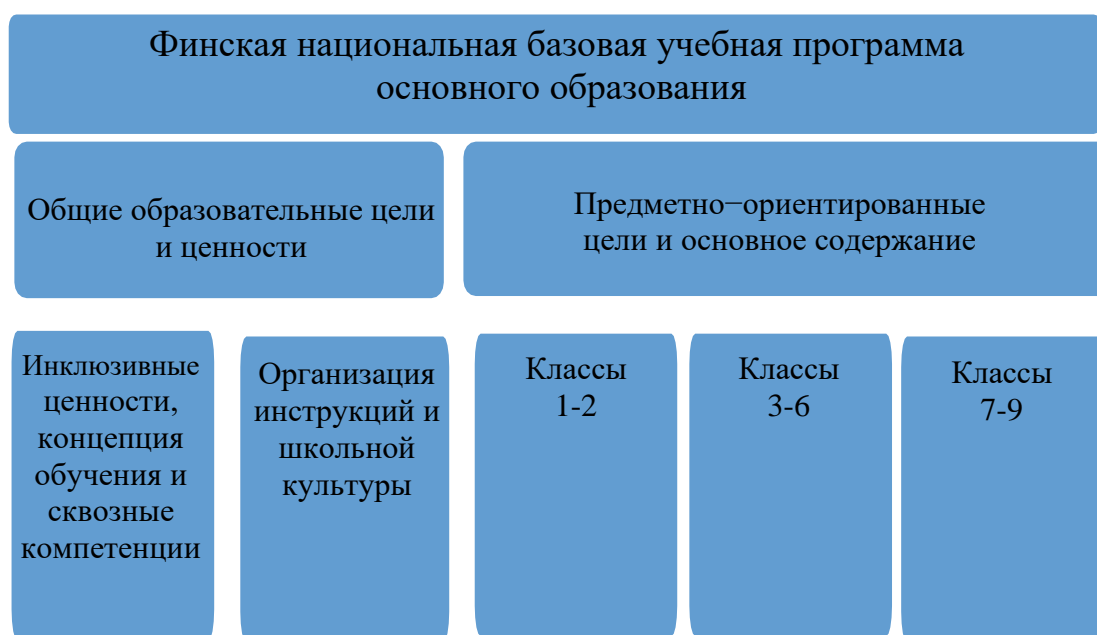 Финская национальная базовая учебная программа
основного образования
Общие образовательные цели
и ценности
Предметно−ориентированные
цели и основное содержание
Инклюзивные
ценности,
концепция
обучения и
сквозные
компетенции
Организация
инструкций и
школьной
культуры
Классы
1-2
Классы
3-6
Классы
7-9